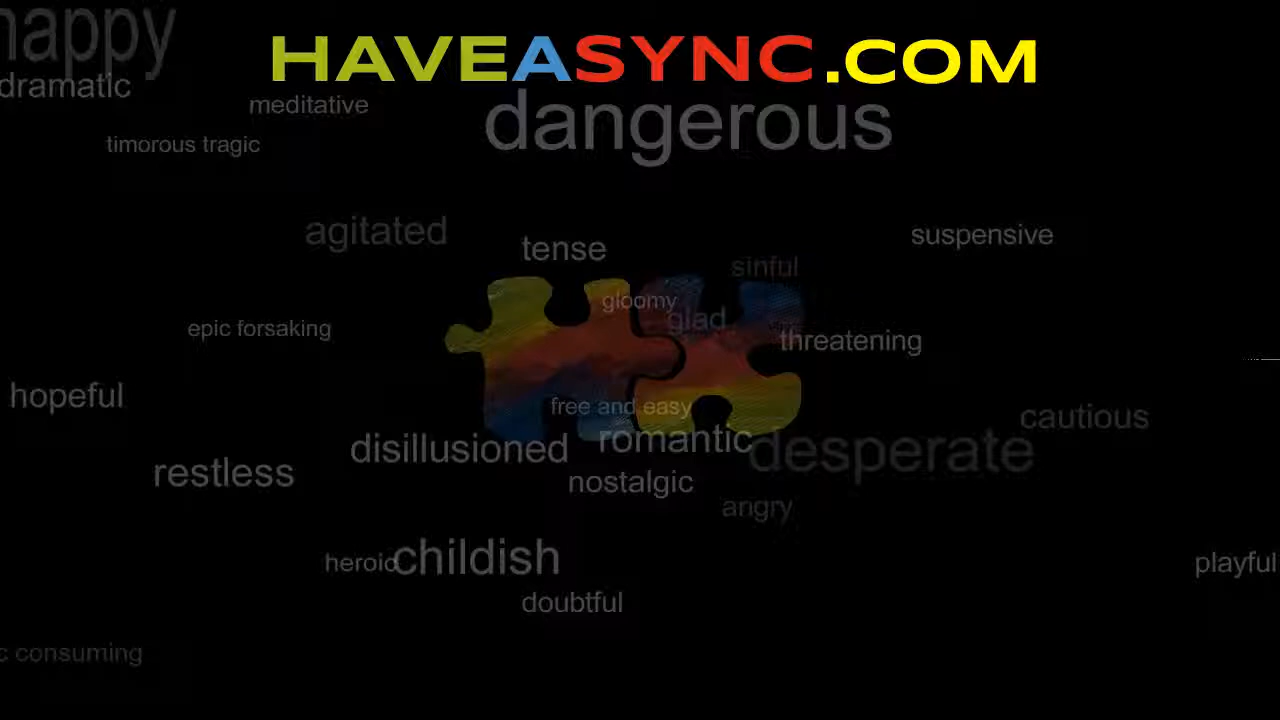 happy
HAVEASYNC.COM
dramatic
meditative
dangerous
timorous tragic
agitated
tense
suspensive
sinful
gloomy
glad
epic forsaking
threatening
hopeful
free and easy
cautious
disillusioned
romantic
desperate
restless
nostalgic
angry
heroic
childish
playful
doubtful
c consuming